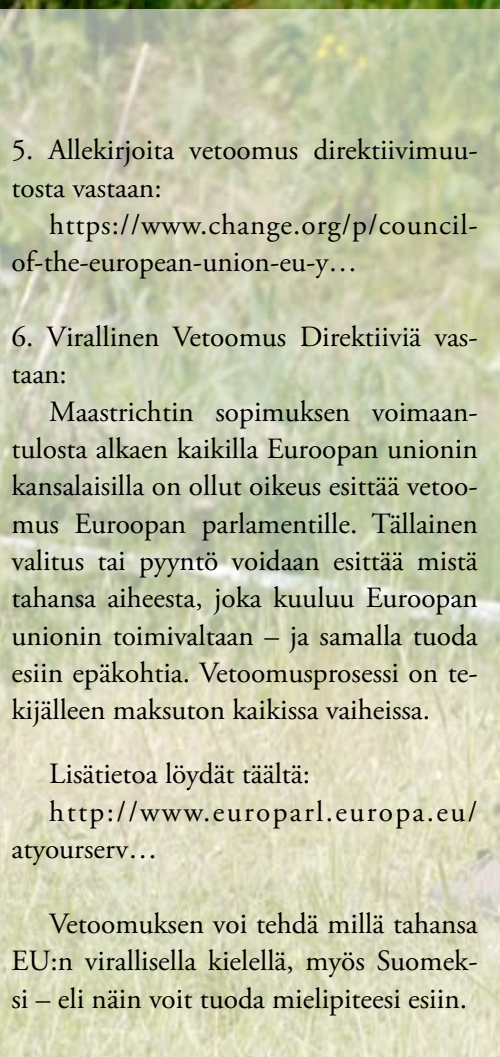 5. Allekirjoita vetoomus direktiivimuu-
tosta vastaan:
https://www.change.org/p/council-
of-the-european-union-eu-y…
6. Virallinen Vetoomus Direktiiviä vas-
taan:
Maastrichtin sopimuksen voimaan-
tulosta alkaen kaikilla Euroopan unionin
kansalaisilla on ollut oikeus esittää vetoo-
mus Euroopan parlamentille. Tällainen
valitus tai pyyntö voidaan esittää mistä
tahansa aiheesta, joka kuuluu Euroopan
unionin toimivaltaan – ja samalla tuoda
esiin epäkohtia. Vetoomusprosessi on te-
kijälleen maksuton kaikissa vaiheissa.
Lisätietoa löydät täältä:
http://www.europarl.europa.eu/
atyourserv…
Vetoomuksen voi tehdä millä tahansa
EU:n virallisella kielellä, myös Suomek-
si – eli näin voit tuoda mielipiteesi esiin.